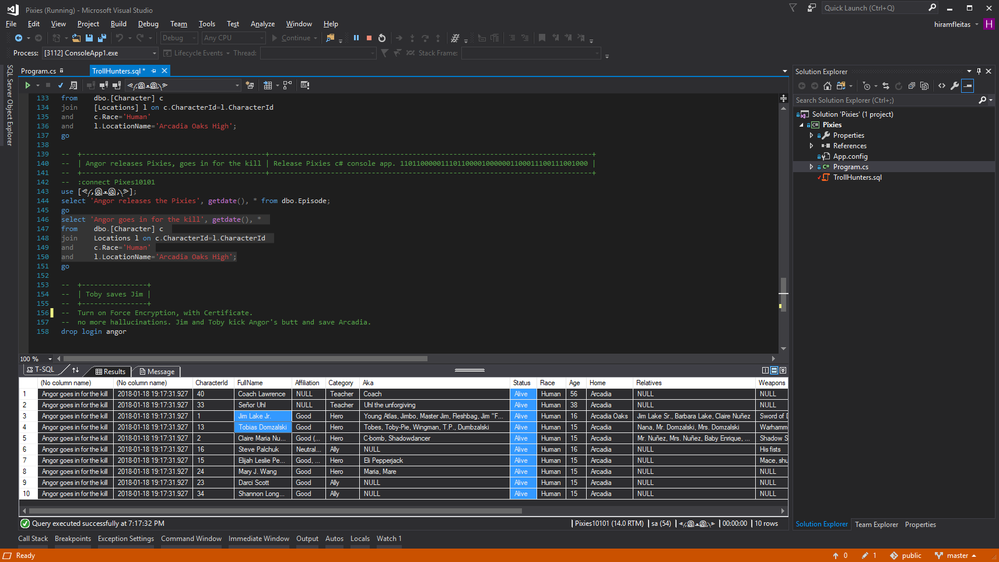 Pixies (Running) - Microsoft Visual Studio
Quick Launch (Ctrl+Q)
File Edit View Project Build Debug Team Tools Test Analyze Window Help
hiramfleitas H
Debug Any CPU Continue
Process: [3112] ConsoleApp1.exe Lifecycle Events Thread: Stack Frame:
SQL Server Object Explorer
Program.cs TrollHunters.sql *
133 from dbo.[Character] c
134 join [Locations] l on c.CharacterId=l.CharacterId
135 and c.Race='Human'
136 and l.LocationName='Arcadia Oaks High';
137 go
138
139 -- +---------------------------------------------+-------------------------------------------------------------------------------+
140 -- | Angor releases Pixies, goes in for the kill | Release Pixies c# console app. 1101100000111011000010000001100011100111001000 |
141 -- +---------------------------------------------+-------------------------------------------------------------------------------+
142 -- :connect Pixes10101
143 use [
144 select 'Angor releases the Pixies', getdate(), * from dbo.Episode;
145 go
146 select 'Angor goes in for the kill', getdate(), *
147 from dbo.[Character] c
148 join Locations l on c.CharacterId=l.CharacterId
149 and c.Race='Human'
150 and l.LocationName='Arcadia Oaks High';
151 go
152
153 -- +----------------+
154 -- | Toby saves Jim |
155 -- +----------------+
156 -- Turn on Force Encryption, with Certificate.
157 -- no more hallucinations. Jim and Toby kick Angor's butt and save Arcadia.
158 drop login angor
100 %
T-SQL Results Message
(No column name) (No column name) CharacterId FullName Affiliation Category Aka Status Race Age Home Relatives Weapons
1 Angor goes in for the kill 2018-01-18 19:17:31.927 40 Coach Lawrence NULL Teacher Coach Alive Human 56 Arcadia NULL NULL
2 Angor goes in for the kill 2018-01-18 19:17:31.927 33 Señor Uhl NULL Teacher Uhl the unforgiving Alive Human 38 Arcadia NULL NULL
3 Angor goes in for the kill 2018-01-18 19:17:31.927 1 Jim Lake Jr. Good Hero Young Atlas, Jimbo, Master Jim, Fleshbag, Jim "F... Alive Human 16 Arcadia Oaks Jim Lake Sr., Barbara Lake, Claire Nuñez Sword of D
4 Angor goes in for the kill 2018-01-18 19:17:31.927 13 Tobias Domzalski Good Hero Tobes, Toby-Pie, Wingman, T.P., Dumbzalski Alive Human 15 Arcadia Nana, Mr. Domzalski, Mrs. Domzalski Warhamm
5 Angor goes in for the kill 2018-01-18 19:17:31.927 2 Claire Maria Nu... Good (... Hero C-bomb, Shadowdancer Alive Human 15 Arcadia Mr. Nuñez, Mrs. Nuñez, Baby Enrique, ... Shadow S
6 Angor goes in for the kill 2018-01-18 19:17:31.927 16 Steve Palchuk Neutral... Ally NULL Alive Human 16 Arcadia NULL His fists
7 Angor goes in for the kill 2018-01-18 19:17:31.927 15 Elijah Leslie Pe... Good, ... Hero Eli Pepperjack Alive Human 15 Arcadia NULL Mace, shu
8 Angor goes in for the kill 2018-01-18 19:17:31.927 24 Mary J. Wang Good Hero Maria, Mare Alive Human 15 Arcadia NULL NULL
9 Angor goes in for the kill 2018-01-18 19:17:31.927 23 Darci Scott Good Ally NULL Alive Human 15 Arcadia NULL NULL
10 Angor goes in for the kill 2018-01-18 19:17:31.927 34 Shannon Long... Good Ally NULL Alive Human 15 Arcadia NULL NULL
Query executed successfully at 7:17:32 PM
Pixies10101 (14.0 RTM) sa (54) 00:00:00 10 rows
Call Stack Breakpoints Exception Settings Command Window Immediate Window Output Autos Locals Watch 1
Solution Explorer
Search Solution Explorer (Ctrl+;)
Solution 'Pixies' (1 project)
C# Pixies
Properties
References
App.config
C# Program.cs
TrollHunters.sql
Solution Explorer Team Explorer Properties
Ready
0 1 public master